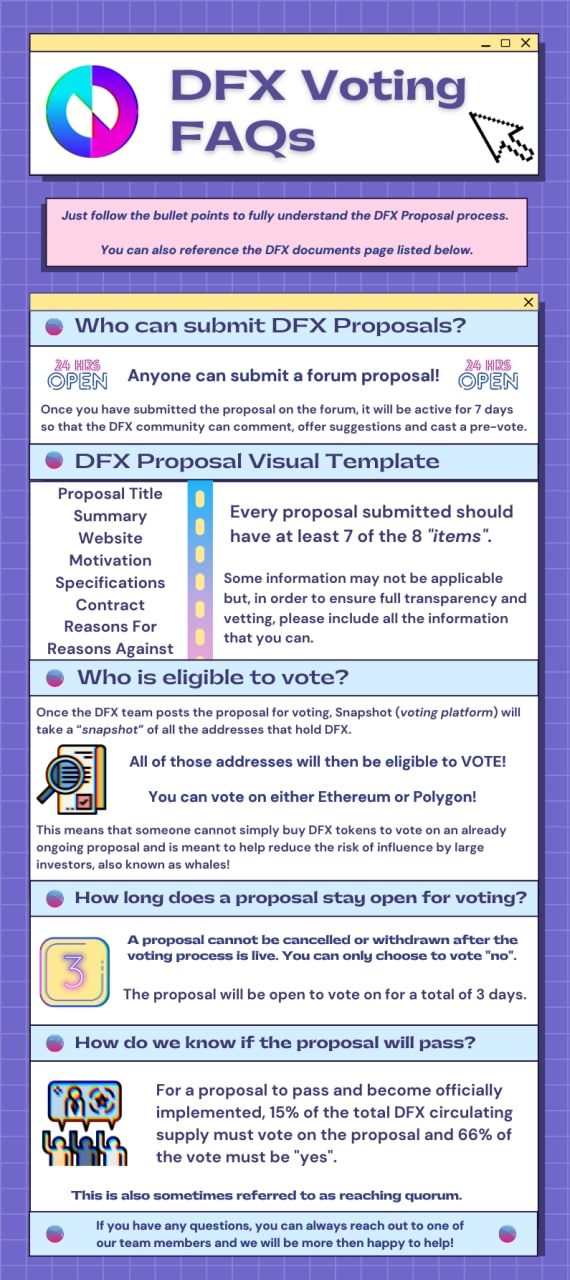 DFX Voting
FAQs
Just follow the bullet points to fully understand the DFX Proposal process.
You can also reference the DFX documents page listed below.
Who can submit DFX Proposals?
24 HRS
OPEN
Anyone can submit a forum proposal!
24 HRS
OPEN
Once you have submitted the proposal on the forum, it will be active for 7 days
so that the DFX community can comment, offer suggestions and cast a pre-vote.
DFX Proposal Visual Template
Proposal Title
Summary
Website
Motivation
Specifications
Contract
Reasons For
Reasons Against
Every proposal submitted should
have at least 7 of the 8 "items".
Some information may not be applicable
but, in order to ensure full transparency and
vetting, please include all the information
that you can.
Who is eligible to vote?
Once the DFX team posts the proposal for voting, Snapshot (voting platform) will
take a “snapshot” of all the addresses that hold DFX.
All of those addresses will then be eligible to VOTE!
You can vote on either Ethereum or Polygon!
This means that someone cannot simply buy DFX tokens to vote on an already
ongoing proposal and is meant to help reduce the risk of influence by large
investors, also known as whales!
How long does a proposal stay open for voting?
3
A proposal cannot be cancelled or withdrawn after the
voting process is live. You can only choose to vote "no".
The proposal will be open to vote on for a total of 3 days.
How do we know if the proposal will pass?
For a proposal to pass and become officially
implemented, 15% of the total DFX circulating
supply must vote on the proposal and 66% of
the vote must be "yes".
This is also sometimes referred to as reaching quorum.
If you have any questions, you can always reach out to one of
our team members and we will be more then happy to help!